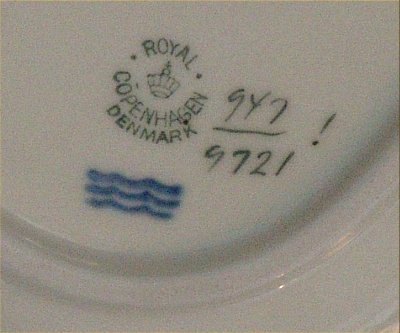 ROYAL
COPENHAGEN
DENMARK
947
9721 !